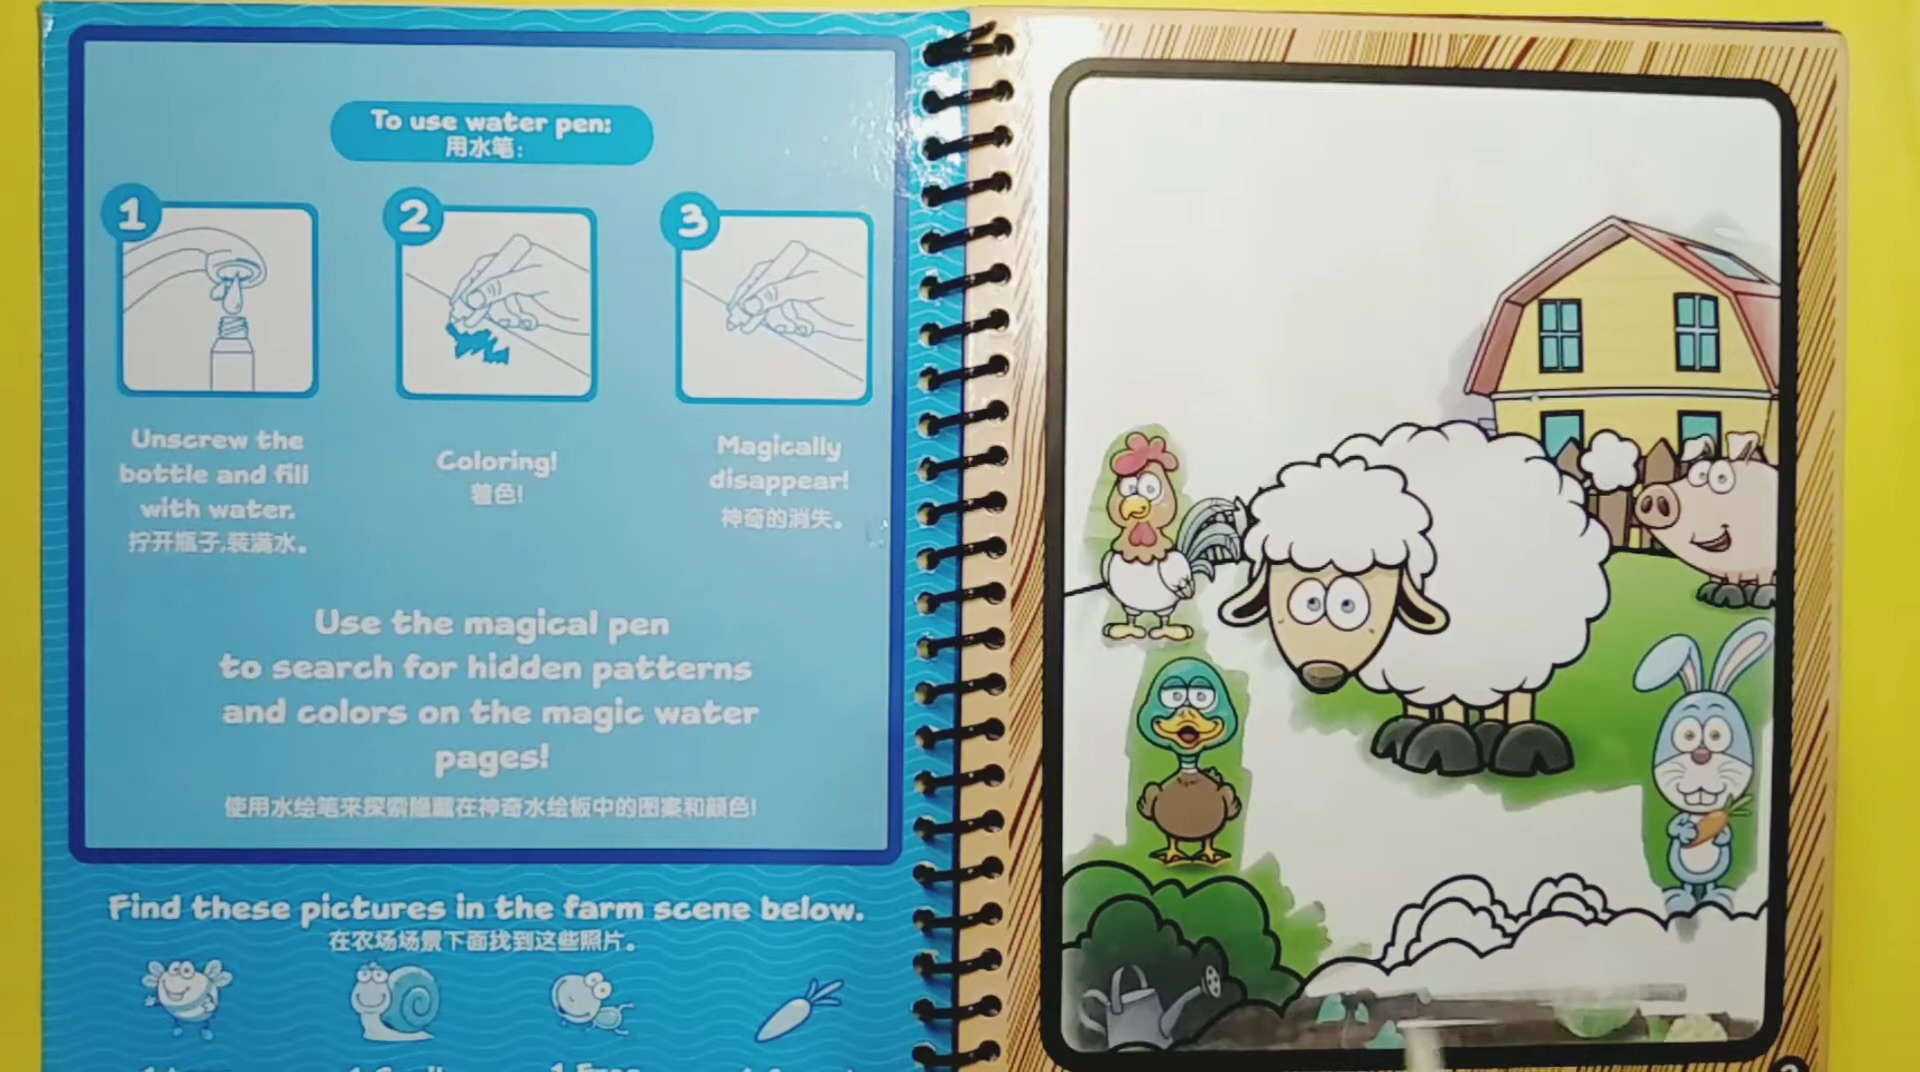 To use water pen:
用水笔：
1
2
3
Unscrew the
bottle and fill
with water.
拧开瓶子,装满水。
Coloring!
着色!
Magically
disappear!
神奇的消失。
Use the magical pen
to search for hidden patterns
and colors on the magic water
pages!
使用水绘笔来探索隐藏在神奇水绘板中的图案和颜色!
Find these pictures in the farm scene below.
在农场场景下面找到这些照片。